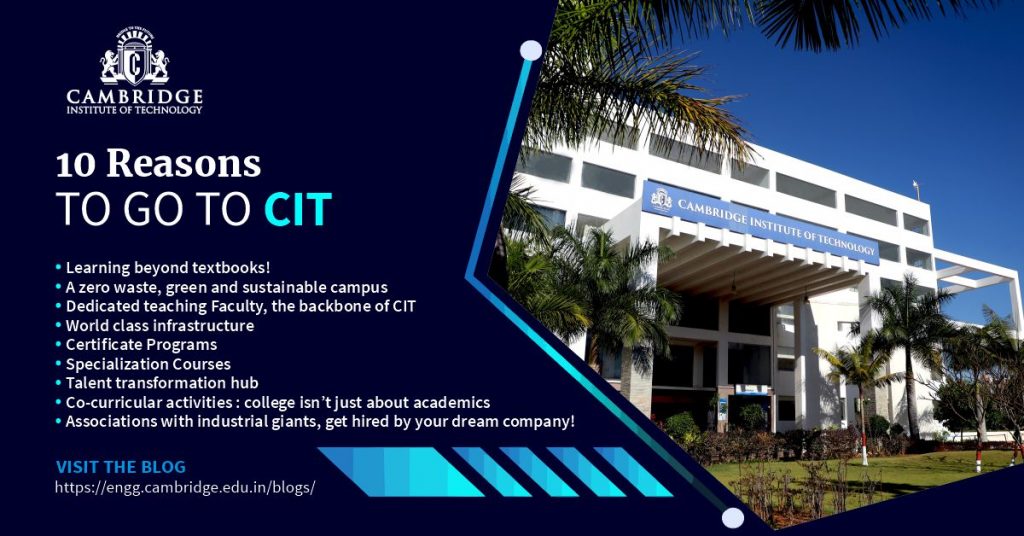 CAMBRIDGE
INSTITUTE OF TECHNOLOGY
10 Reasons
TO GO TO CIT
• Learning beyond textbooks!
• A zero waste, green and sustainable campus
• Dedicated teaching Faculty, the backbone of CIT
• World class infrastructure
• Certificate Programs
• Specialization Courses
• Talent transformation hub
• Co-curricular activities : college isn’t just about academics
• Associations with industrial giants, get hired by your dream company!
VISIT THE BLOG
https://engg.cambridge.edu.in/blogs/
CAMBRIDGE INSTITUTE OF TECHNOLOGY